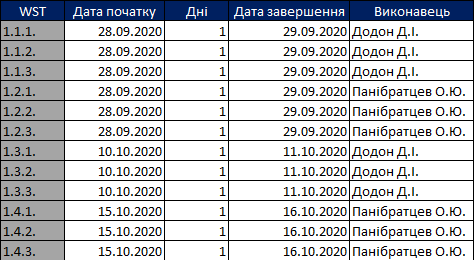 WST Дата початку Дні Дата завершення Виконавець
1.1.1. 28.09.2020 1 29.09.2020 Додон Д.І.
1.1.2. 28.09.2020 1 29.09.2020 Додон Д.І.
1.1.3. 28.09.2020 1 29.09.2020 Додон Д.І.
1.2.1. 28.09.2020 1 29.09.2020 Панібратцев О.Ю.
1.2.2. 28.09.2020 1 29.09.2020 Панібратцев О.Ю.
1.2.3. 28.09.2020 1 29.09.2020 Панібратцев О.Ю.
1.3.1. 10.10.2020 1 11.10.2020 Додон Д.І.
1.3.2. 10.10.2020 1 11.10.2020 Додон Д.І.
1.3.3. 10.10.2020 1 11.10.2020 Додон Д.І.
1.4.1. 15.10.2020 1 16.10.2020 Панібратцев О.Ю.
1.4.2. 15.10.2020 1 16.10.2020 Панібратцев О.Ю.
1.4.3. 15.10.2020 1 16.10.2020 Панібратцев О.Ю.